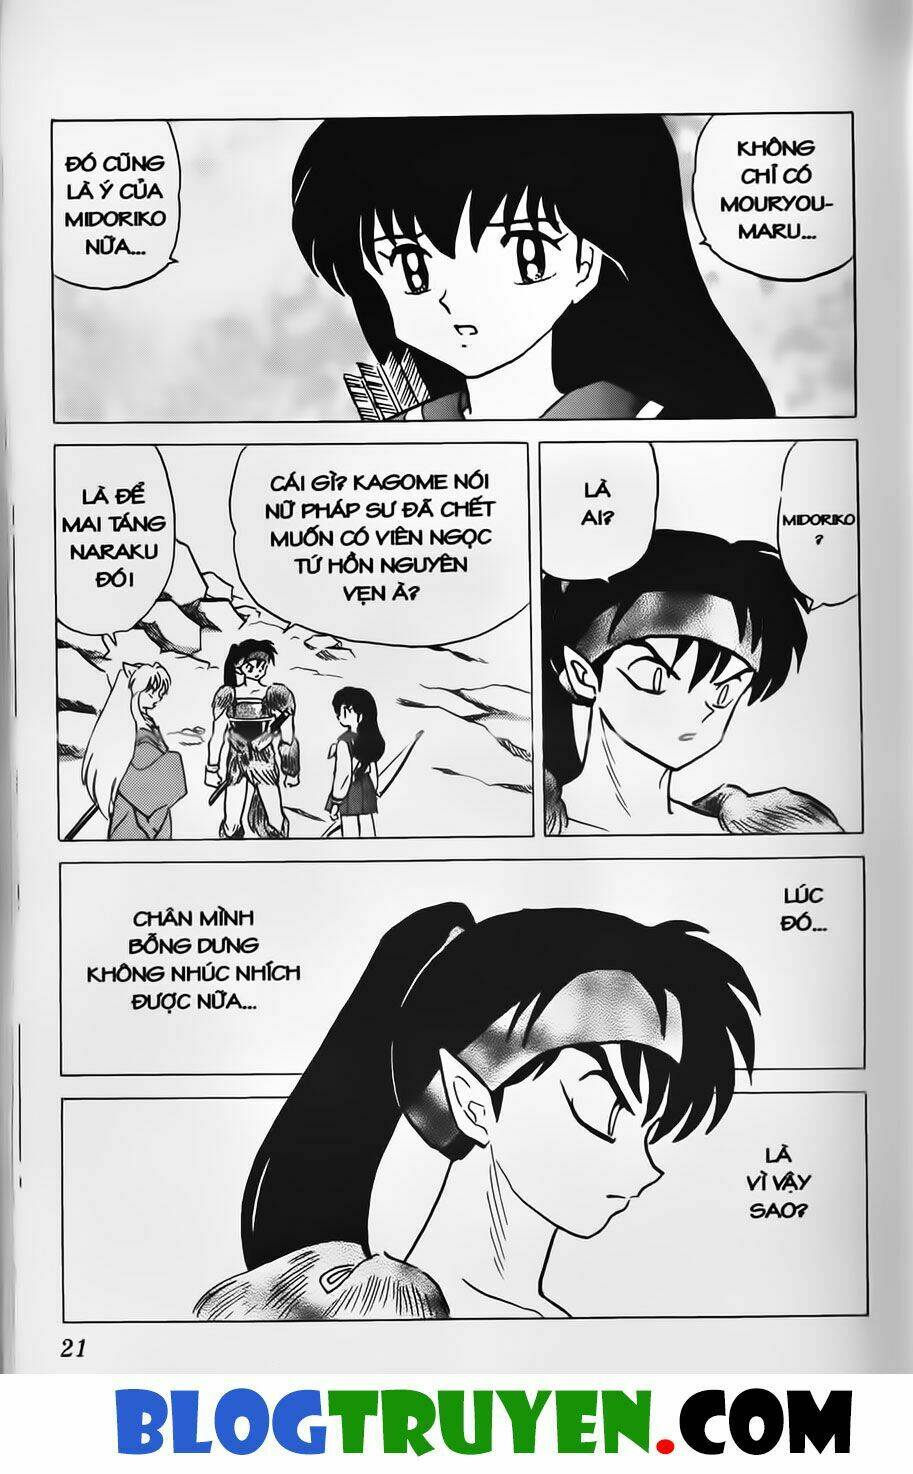 KHÔNG
CHỈ CÓ
MOURYOU-
MARU...
ĐÓ CŨNG
LÀ Ý CỦA
MIDORIKO
NỮA...
MIDORIKO
?
LÀ
AI?
CÁI GÌ? KAGOME NÓI
NỮ PHÁP SƯ ĐÃ CHẾT
MUỐN CÓ VIÊN NGỌC
TỨ HỒN NGUYÊN
VẸN À?
LÀ ĐỂ
MAI TÁNG
NARAKU
ĐÓ!
LÚC
ĐÓ...
CHÂN MÌNH
BỖNG DƯNG
KHÔNG NHÚC NHÍCH
ĐƯỢC NỮA...
LÀ
VÌ VẬY
SAO?
21
BLOGTRUYEN.COM